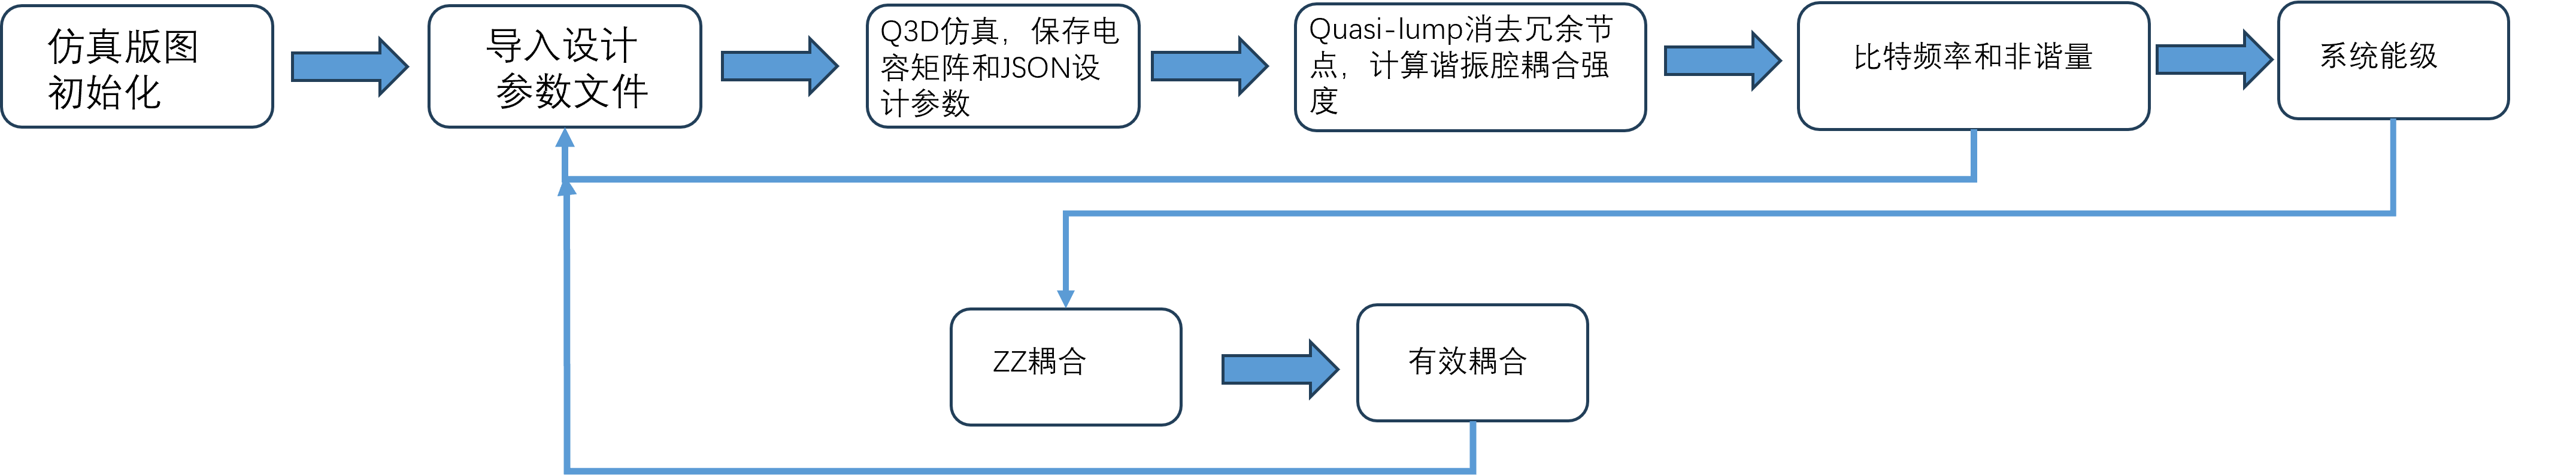 仿真版图
初始化
导入设计
参数文件
Q3D仿真，保存电
容矩阵和JSON设
计参数
Quasi-lump消去冗余节
点，计算谐振腔耦合强
度
比特频率和非谐量
系统能级
ZZ耦合
有效耦合